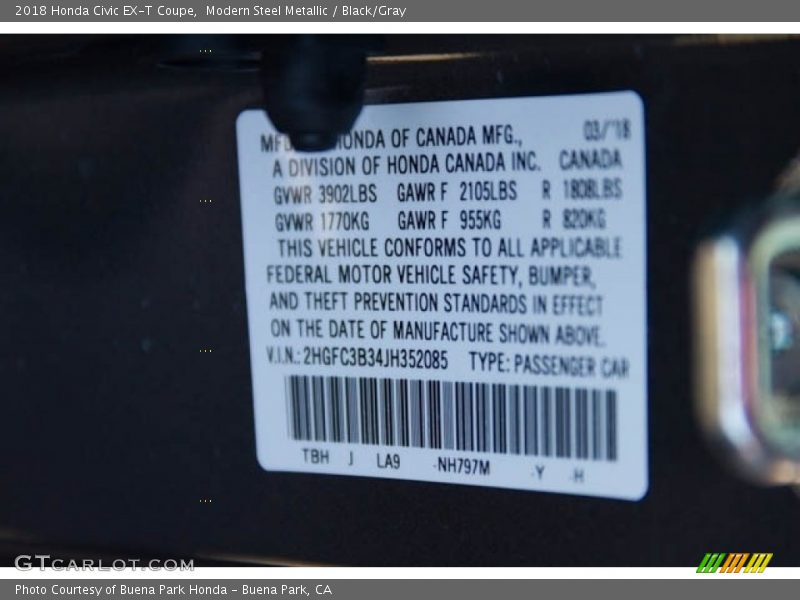 2018 Honda Civic EX-T Coupe,  Modern Steel Metallic / Black/Gray
MFD. HONDA OF CANADA MFG., 03/'18
A DIVISION OF HONDA CANADA INC. CANADA
GVWR 3902LBS GAWR F 2105LBS R 1808LBS
GVWR 1770KG GAWR F 955KG R 820KG
THIS VEHICLE CONFORMS TO ALL APPLICABLE
FEDERAL MOTOR VEHICLE SAFETY, BUMPER,
AND THEFT PREVENTION STANDARDS IN EFFECT
ON THE DATE OF MANUFACTURE SHOWN ABOVE.
V.I.N.: 2HGFC3B34JH352085 TYPE: PASSENGER CAR
TBH J LA9 -NH797M -Y -H
GTCARLOT.COM
Photo Courtesy of Buena Park Honda - Buena Park, CA